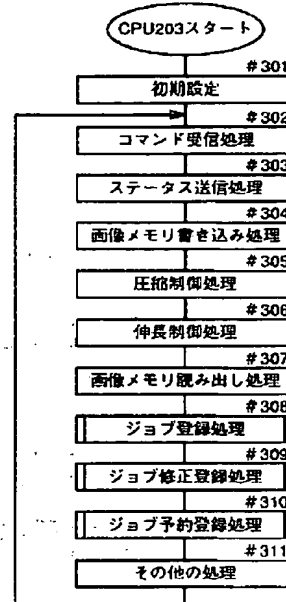 CPU203スタート
#301
初期設定
#302
コマンド受信処理
#303
ステータス送信処理
#304
画像メモリ書き込み処理
#305
圧縮制御処理
#306
伸長制御処理
#307
画像メモリ読み出し処理
#308
ジョブ登録処理
#309
ジョブ修正登録処理
#310
ジョブ予約登録処理
#311
その他の処理